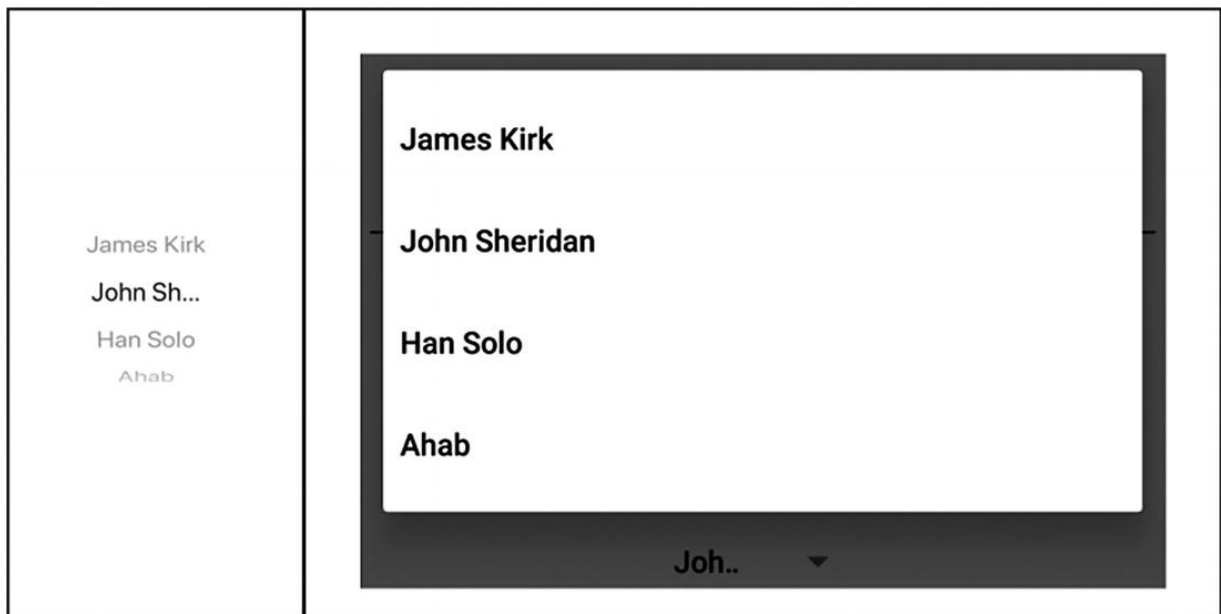 James Kirk
John Sh...
Han Solo
Ahab
James Kirk
John Sheridan
Han Solo
Ahab
Joh..